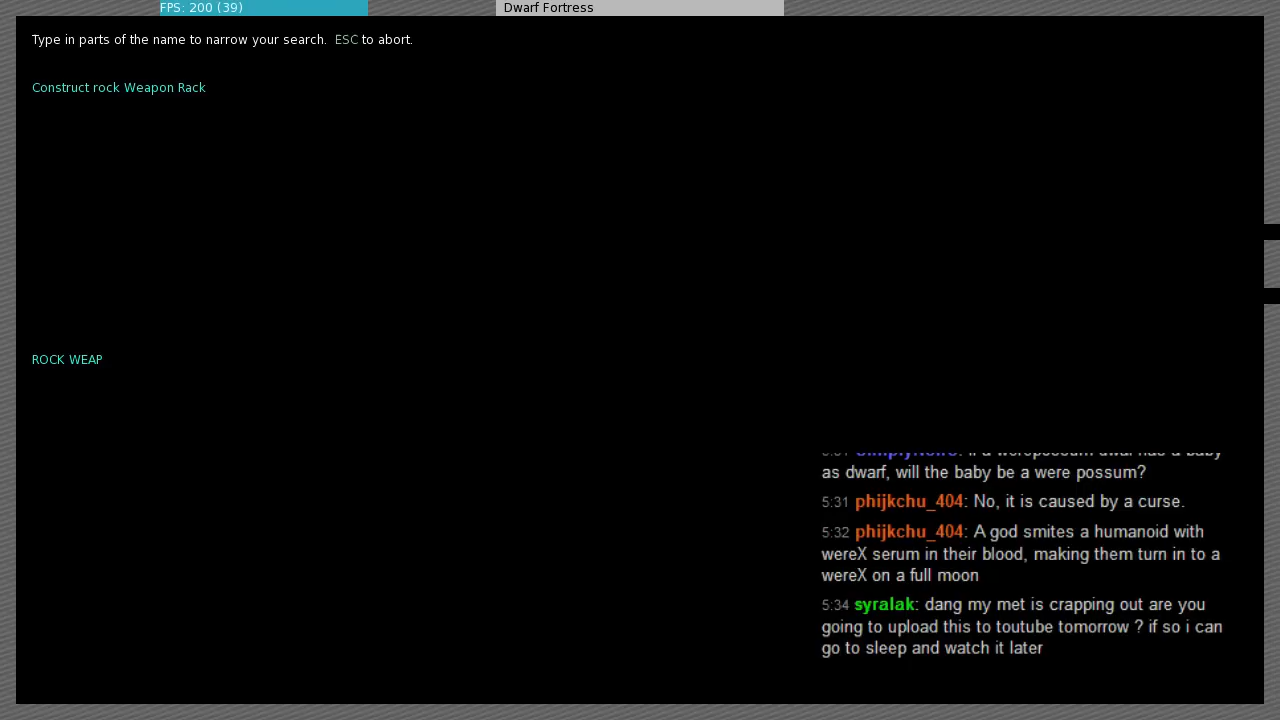 FPS: 200 (39)
Dwarf Fortress
Type in parts of the name to narrow your search.  ESC to abort.
Construct rock Weapon Rack
ROCK WEAP
as dwarf, will the baby be a were possum?
5:31 phijkchu_404: No, it is caused by a curse.
5:32 phijkchu_404: A god smites a humanoid with
wereX serum in their blood, making them turn in to a
wereX on a full moon
5:34 syralak: dang my met is crapping out are you
going to upload this to toutube tomorrow ? if so i can
go to sleep and watch it later